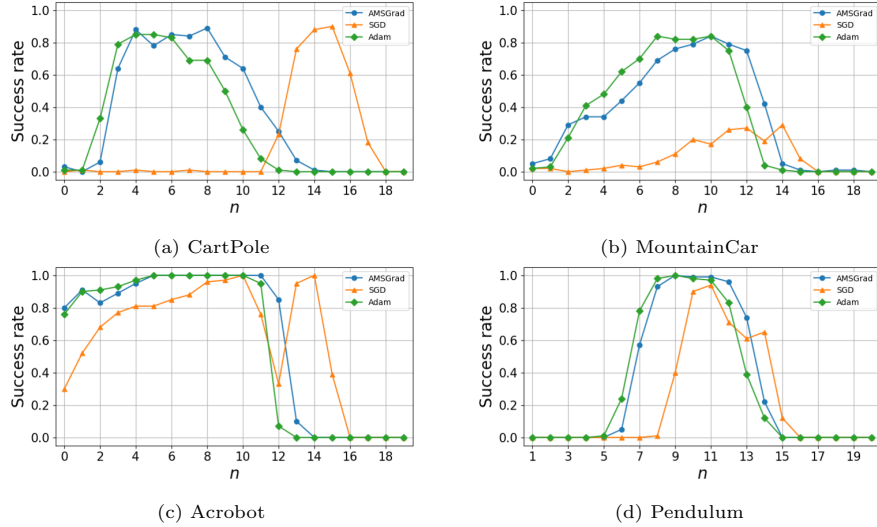 Success rate
1.0
0.8
0.6
0.4
0.2
0.0
0 2 4 6 8 10 12 14 16 18
n
AMSGrad
SGD
Adam
(a) CartPole
Success rate
1.0
0.8
0.6
0.4
0.2
0.0
0 1 2 4 6 8 10 12 14 16 18
n
AMSGrad
SGD
Adam
(b) MountainCar
Success rate
1.0
0.8
0.6
0.4
0.2
0.0
0 2 4 6 8 10 12 14 16 18
n
AMSGrad
SGD
Adam
(c) Acrobot
Success rate
1.0
0.8
0.6
0.4
0.2
0.0
1 3 5 7 9 11 13 15 17 19
n
AMSGrad
SGD
Adam
(d) Pendulum